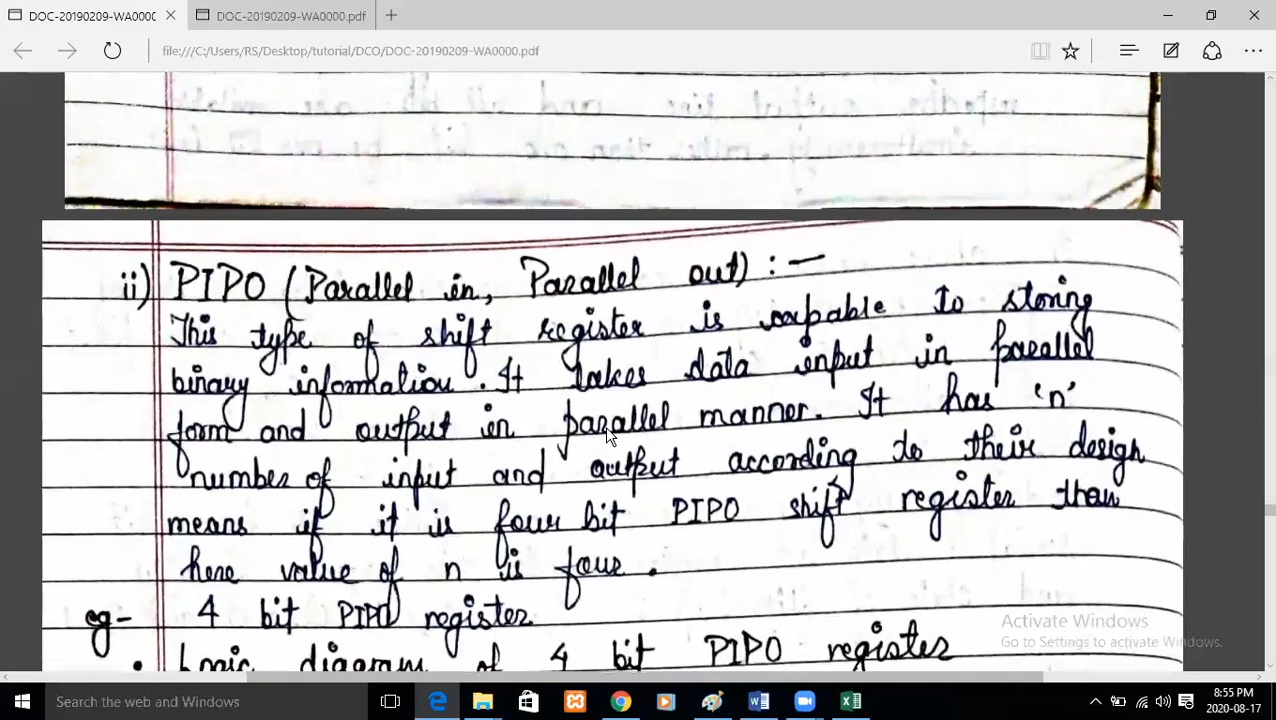 DOC-20190209-WA0000
DOC-20190209-WA0000.pdf
file:///C:/Users/RS/Desktop/tutorial/DCO/DOC-20190209-WA0000.pdf
ii) PIPO (Parallel in, Parallel out) : —
This type of shift register is capable to storing
binary information. It takes data input in parallel
form and output in parallel manner. It has 'n'
number of input and output according to their design
means if it is four bit PIPO shift register than
here value of n is four.
eg- 4 bit PIPO register
• Logic diagram of 4 bit PIPO register
Activate Windows
Go to Settings to activate Windows.
Search the web and Windows
8:55 PM
2020-08-17